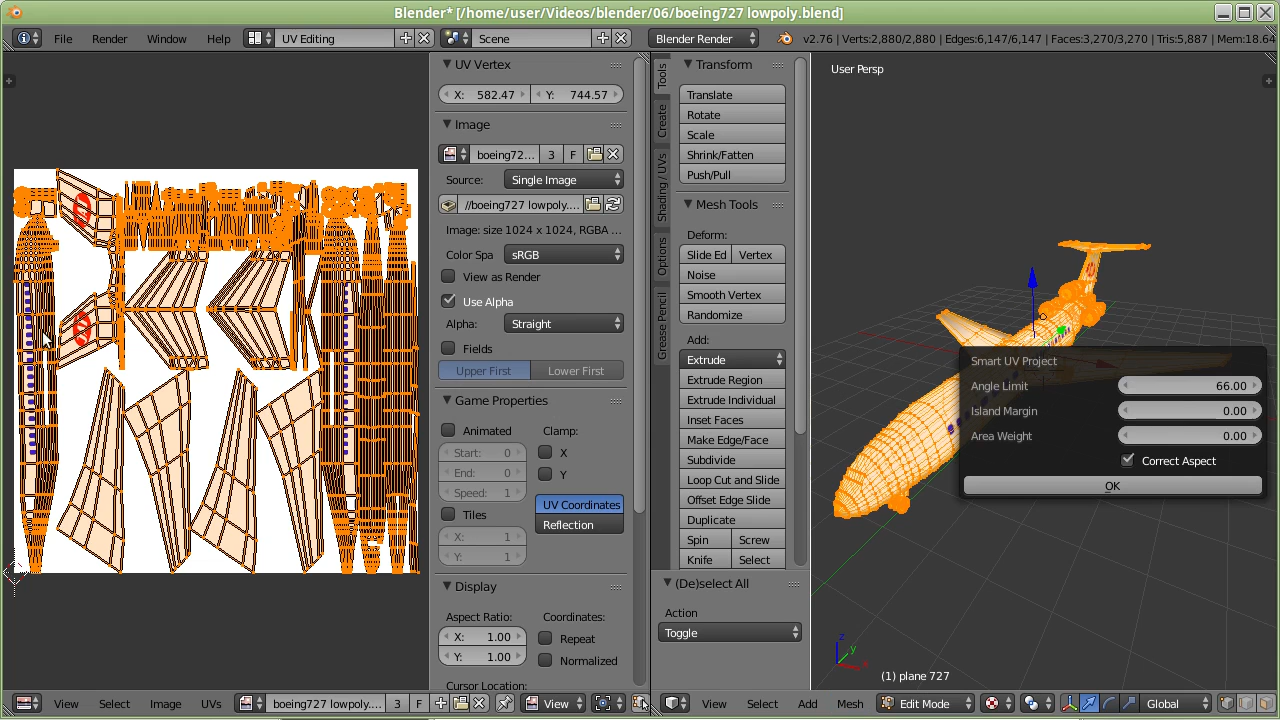 Blender* [/home/user/Videos/blender/06/boeing727 lowpoly.blend]
File Render Window Help UV Editing Scene Blender Render v2.76 | Verts:2,880/2,880 | Edges:6,147/6,147 | Faces:3,270/3,270 | Tris:5,887 | Mem:18.64
UV Vertex
X: 582.47 Y: 744.57
Image
boeing72... 3 F
Source: Single Image
//boeing727 lowpoly....
Image: size 1024 x 1024, RGBA ...
Color Spa sRGB
View as Render
Use Alpha
Alpha: Straight
Fields
Upper First Lower First
Game Properties
Animated Clamp:
Start: 0 X
End: 0 Y
Speed: 1
UV Coordinates
Tiles
Reflection
X: 1
Y: 1
Display
Aspect Ratio: Coordinates:
X: 1.00 Repeat
Y: 1.00 Normalized
Cursor Location:
Tools
Create
Shading / UVs
Options
Grease Pencil
Transform
Translate
Rotate
Scale
Shrink/Fatten
Push/Pull
Mesh Tools
Deform:
Slide Ed Vertex
Noise
Smooth Vertex
Randomize
Add:
Extrude
Extrude Region
Extrude Individual
Inset Faces
Make Edge/Face
Subdivide
Loop Cut and Slide
Offset Edge Slide
Duplicate
Spin Screw
Knife Select
(De)select All
Action
Toggle
User Persp
Smart UV Project
Angle Limit 66.00
Island Margin 0.00
Area Weight 0.00
Correct Aspect
OK
z
y
x
(1) plane 727
View Select Image UVs boeing727 lowpoly.... 3 F View
View Select Add Mesh Edit Mode Global